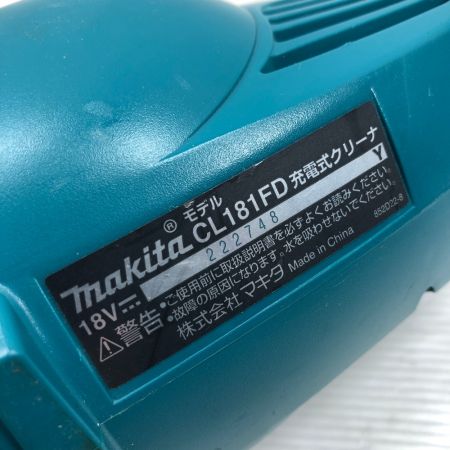 makita® モデル CL181FD 充電式クリーナ
18V⎓ 222748 Y
⚠警告 •ご使用前に取扱説明書を必ずよくお読みください。
•故障の原因になります。水を吸わせないでください。
株式会社 マキタ Made in China
852D22-8